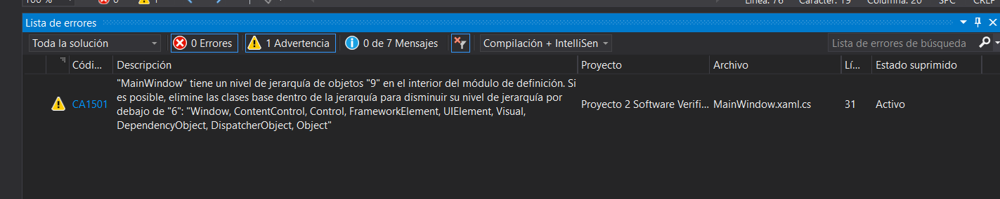 100 %
0
1
Línea: 76 Carácter: 19 Columna: 20 SPC CRLF
Lista de errores
Toda la solución 0 Errores 1 Advertencia 0 de 7 Mensajes Compilación + IntelliSen Lista de errores de búsqueda
Códi... Descripción Proyecto Archivo Lí... Estado suprimido
"MainWindow" tiene un nivel de jerarquía de objetos "9" en el interior del módulo de definición. Si
es posible, elimine las clases base dentro de la jerarquía para disminuir su nivel de jerarquía por
CA1501 debajo de "6": "Window, ContentControl, Control, FrameworkElement, UIElement, Visual, Proyecto 2 Software Verifi... MainWindow.xaml.cs 31 Activo
DependencyObject, DispatcherObject, Object"